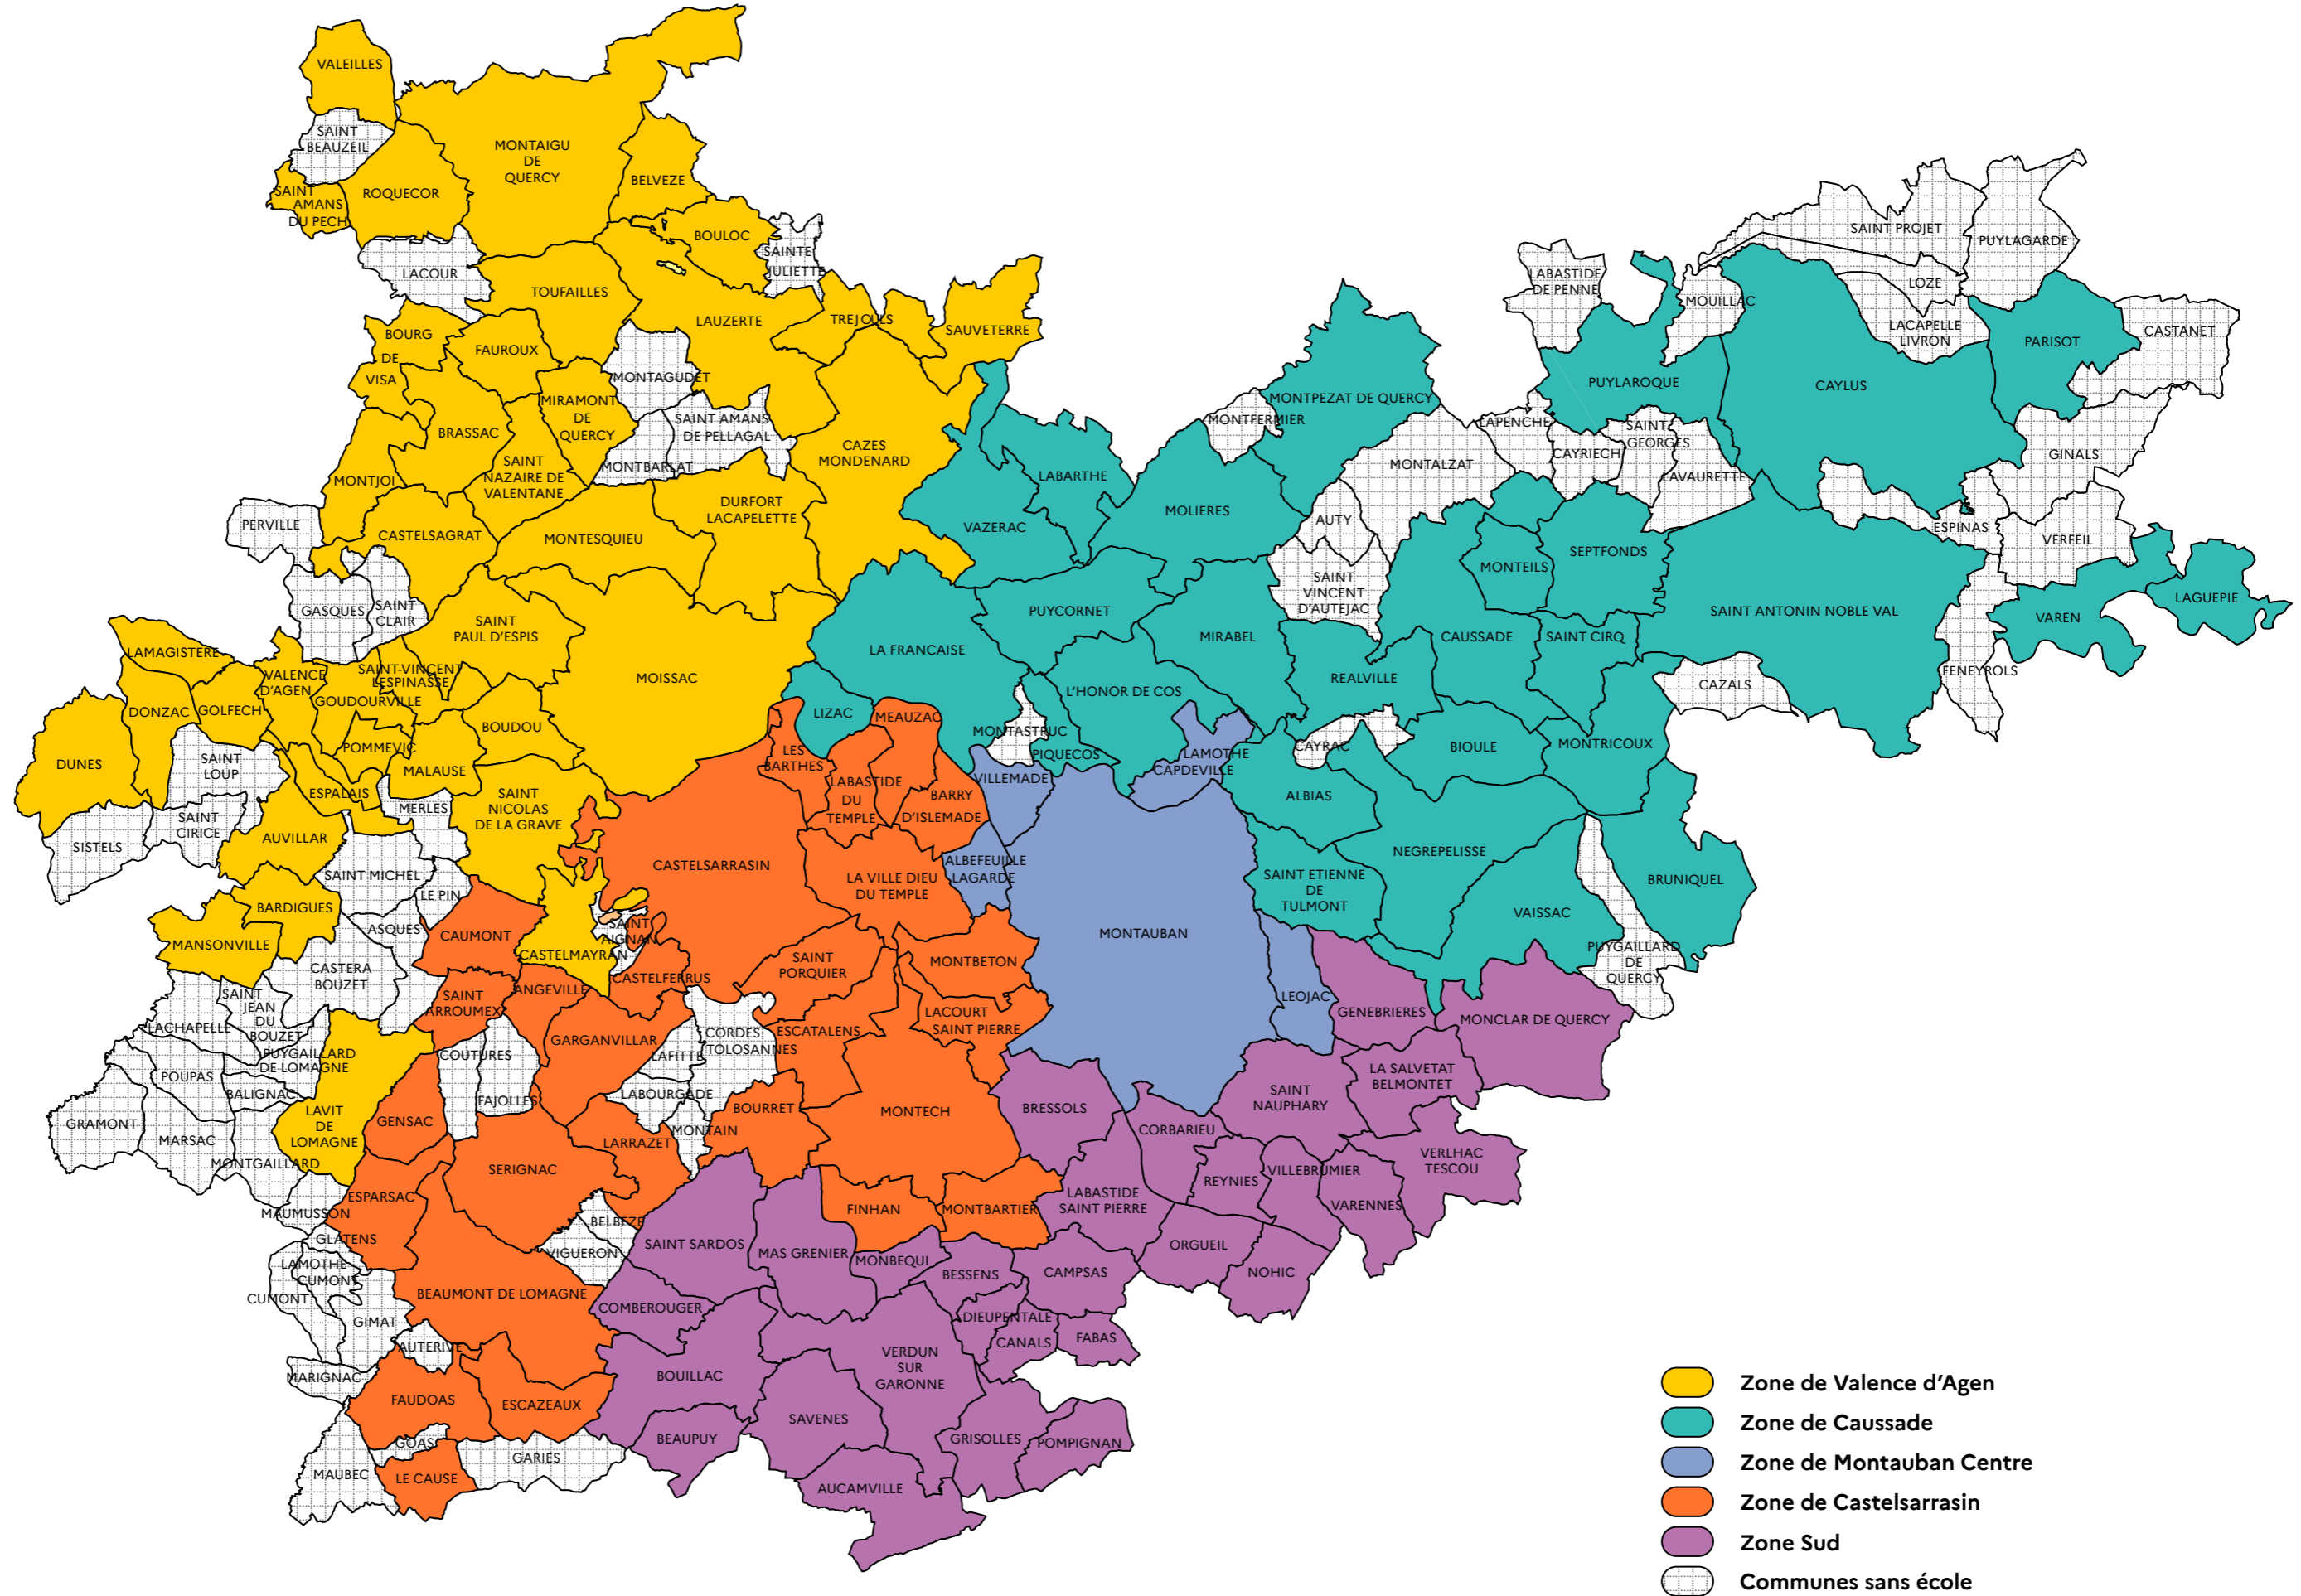 VALEILLES
SAINT
BEAUZEIL
SAINT
AMANS
DU PECH
ROQUECOR
MONTAIGU
DE
QUERCY
BELVEZE
BOULOC
SAINTE
JULIETTE
LACOUR
TOUFAILLES
LAUZERTE
TREJOULS
SAUVETERRE
BOURG
DE
VISA
FAUROUX
MONTAGUDET
MIRAMONT
DE
QUERCY
BRASSAC
SAINT AMANS
DE PELLAGAL
MONTBARLAT
CAZES
MONDENARD
MONTJOI
SAINT
NAZAIRE DE
VALENTANE
DURFORT
LACAPELETTE
PERVILLE
CASTELSAGRAT
MONTESQUIEU
GASQUES
SAINT
CLAIR
SAINT
PAUL D'ESPIS
MOISSAC
LAMAGISTERE
VALENCE
D'AGEN
SAINT-VINCENT
LESPINASSE
GOUDOURVILLE
DONZAC
GOLFECH
BOUDOU
POMMEVIC
MALAUSE
DUNES
SAINT
LOUP
ESPALAIS
MERLES
SAINT
NICOLAS
DE LA GRAVE
SAINT
CIRICE
SISTELS
AUVILLAR
SAINT MICHEL
LE PIN
BARDIGUES
MANSONVILLE
ASQUES
CAUMONT
CASTELMAYRAN
SAINT
AIGNAN
CASTERA
BOUZET
SAINT
JEAN
DU
BOUZET
LACHAPELLE
SAINT
ARROUMEX
ANGEVILLE
CASTELFERRUS
GARGANVILLAR
PUYGAILLARD
DE LOMAGNE
POUPAS
BALIGNAC
GRAMONT
MARSAC
MONTGAILLARD
LAVIT
DE
LOMAGNE
COUTURES
FAJOLLES
GENSAC
LAFITTE
CORDES
TOLOSANNES
LABOURGADE
MONTAIN
BOURRET
LARRAZET
SERIGNAC
ESPARSAC
MAUMUSSON
GLATENS
LAMOTHE
CUMONT
CUMONT
GIMAT
AUTERIVE
MARIGNAC
BELBEZE
VIGUERON
BEAUMONT DE LOMAGNE
FAUDOAS
ESCAZEAUX
GOAS
MAUBEC
LE CAUSE
GARIES
LES
BARTHES
LIZAC
MEAUZAC
LABASTIDE
DU
TEMPLE
BARRY
D'ISLEMADE
CASTELSARRASIN
LA VILLE DIEU
DU TEMPLE
SAINT
PORQUIER
MONTBETON
ESCATALENS
LACOURT
SAINT PIERRE
MONTECH
FINHAN
MONTBARTIER
VAZERAC
LABARTHE
MOLIERES
MONTFERMIER
MONTPEZAT DE QUERCY
LA FRANCAISE
PUYCORNET
MIRABEL
L'HONOR DE COS
MONTASTRUC
PIQUECOS
VILLEMADE
LAMOTHE
CAPDEVILLE
ALBEFEUILLE
LAGARDE
MONTAUBAN
LEOJAC
MONTALZAT
AUTY
SAINT
VINCENT
D'AUTEJAC
LABASTIDE
DE PENNE
MOUILLAC
PUYLAROQUE
LAPENCHE
CAYRIECH
SAINT
GEORGES
LAVAURETTE
SAINT PROJET
PUYLAGARDE
LOZE
LACAPELLE
LIVRON
CAYLUS
PARISOT
CASTANET
GINALS
ESPINAS
VERFEIL
VAREN
LAGUEPIE
FENEYROLS
SEPTFONDS
MONTEILS
CAUSSADE
SAINT CIRQ
SAINT ANTONIN NOBLE VAL
CAZALS
REALVILLE
CAYRAC
BIOULE
MONTRICOUX
ALBIAS
NEGREPELISSE
SAINT ETIENNE
DE
TULMONT
VAISSAC
BRUNIQUEL
PUYGAILLARD
DE
QUERCY
GENEBRIERES
MONCLAR DE QUERCY
LA SALVETAT
BELMONTET
SAINT
NAUPHARY
BRESSOLS
CORBARIEU
REYNIES
VILLEBRUMIER
VERLHAC
TESCOU
VARENNES
LABASTIDE
SAINT PIERRE
ORGUEIL
NOHIC
SAINT SARDOS
MAS GRENIER
MONBEQUI
BESSENS
CAMPSAS
COMBEROUGER
DIEUPENTALE
CANALS
FABAS
BOUILLAC
VERDUN
SUR
GARONNE
SAVENES
BEAUPUY
GRISOLLES
POMPIGNAN
AUCAMVILLE
Zone de Valence d'Agen
Zone de Caussade
Zone de Montauban Centre
Zone de Castelsarrasin
Zone Sud
Communes sans école